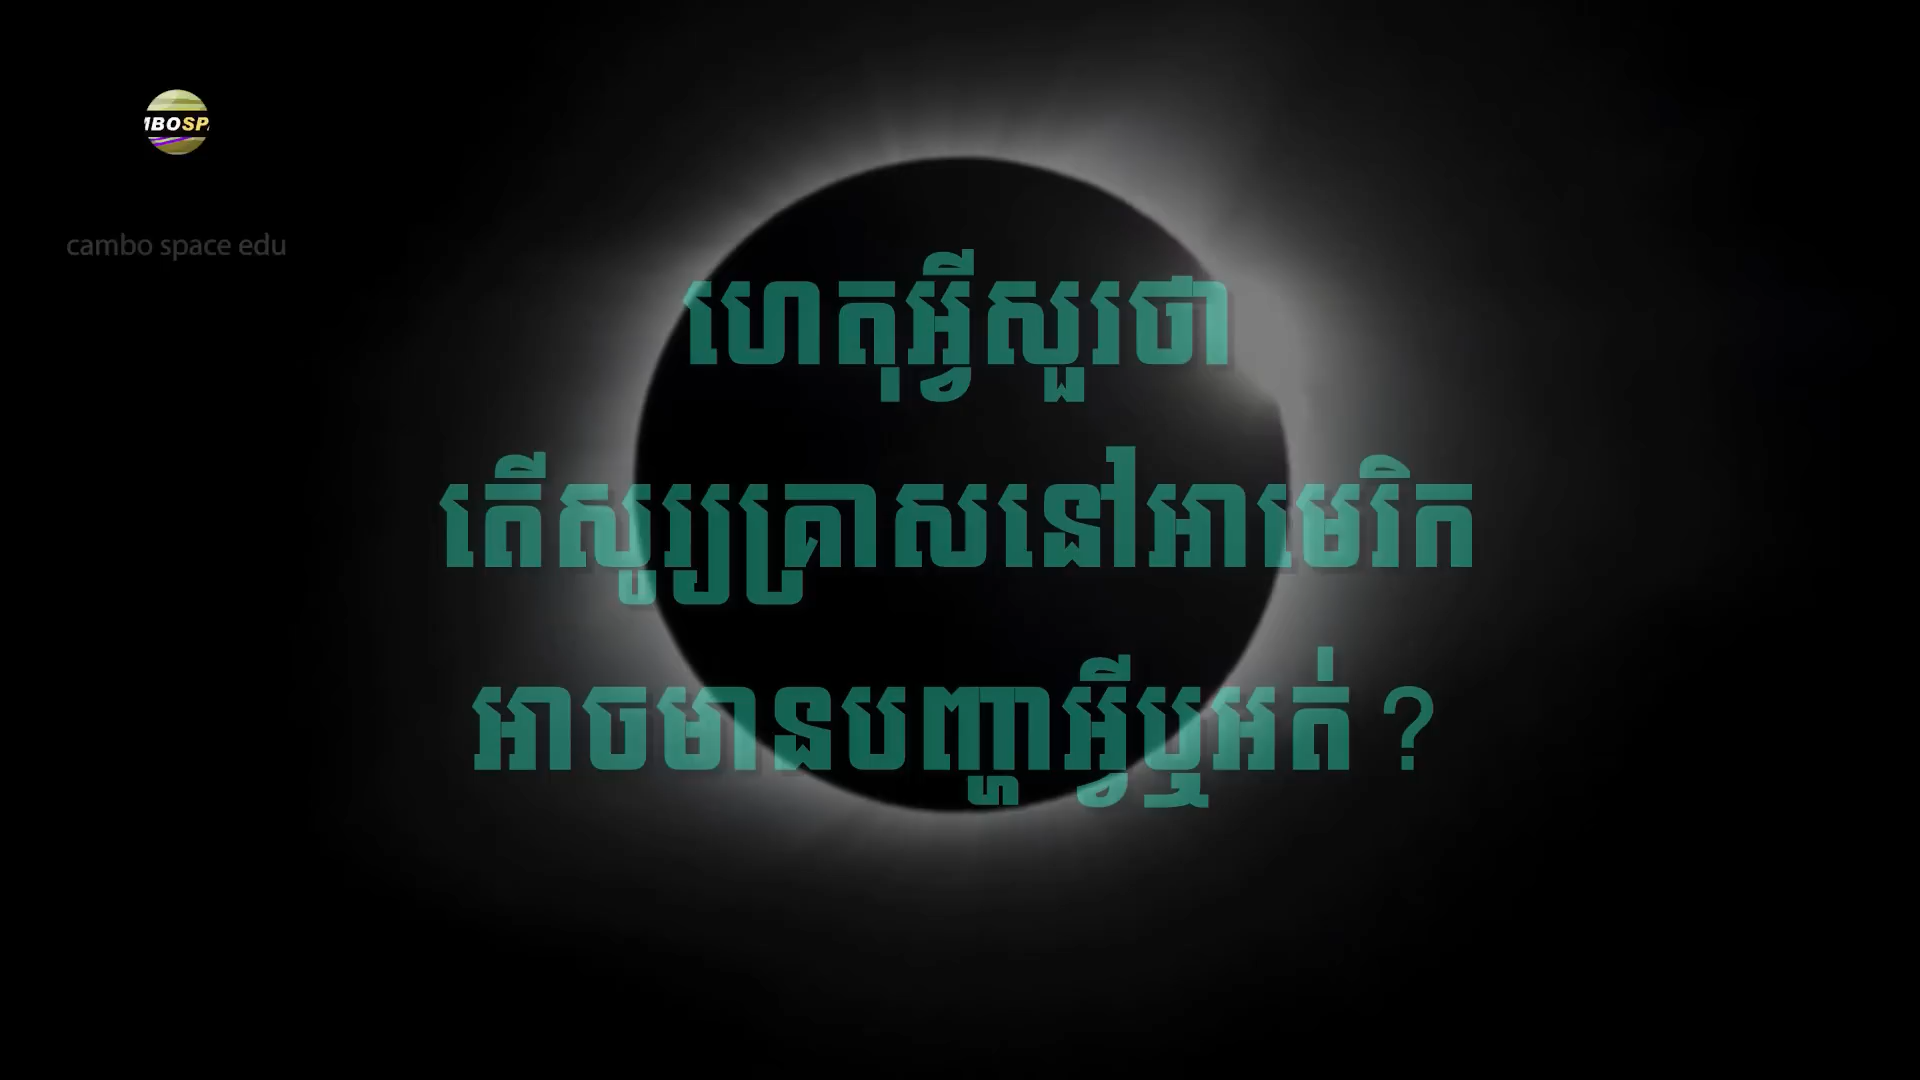 MBOSP
cambo space edu
ហេតុអ្វីសួរថា
តើសូរ្យគ្រាសនៅអាមេរិក
អាចមានបញ្ហាអ្វីឬអត់ ?